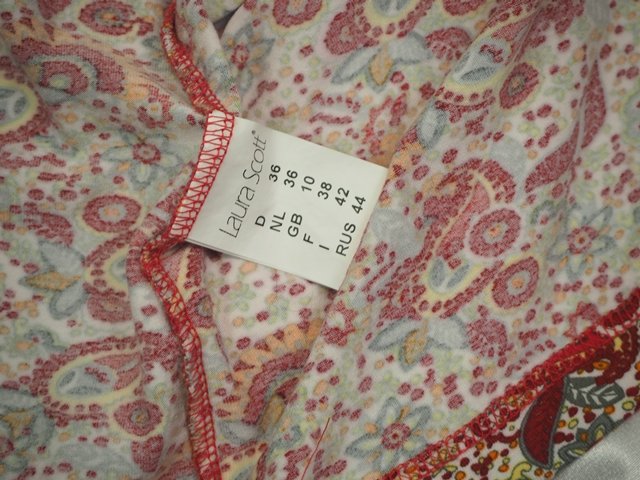 Laura Scott
D 36
NL 36
GB 10
F 38
I 42
RUS 44